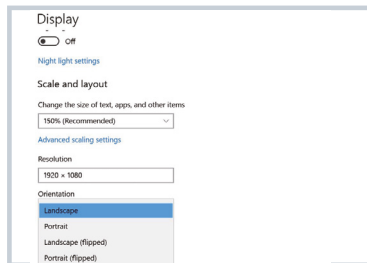 Display
Off
Night light settings
Scale and layout
Change the size of text, apps, and other items
150% (Recommended)
Advanced scaling settings
Resolution
1920 × 1080
Orientation
Landscape
Portrait
Landscape (flipped)
Portrait (flipped)